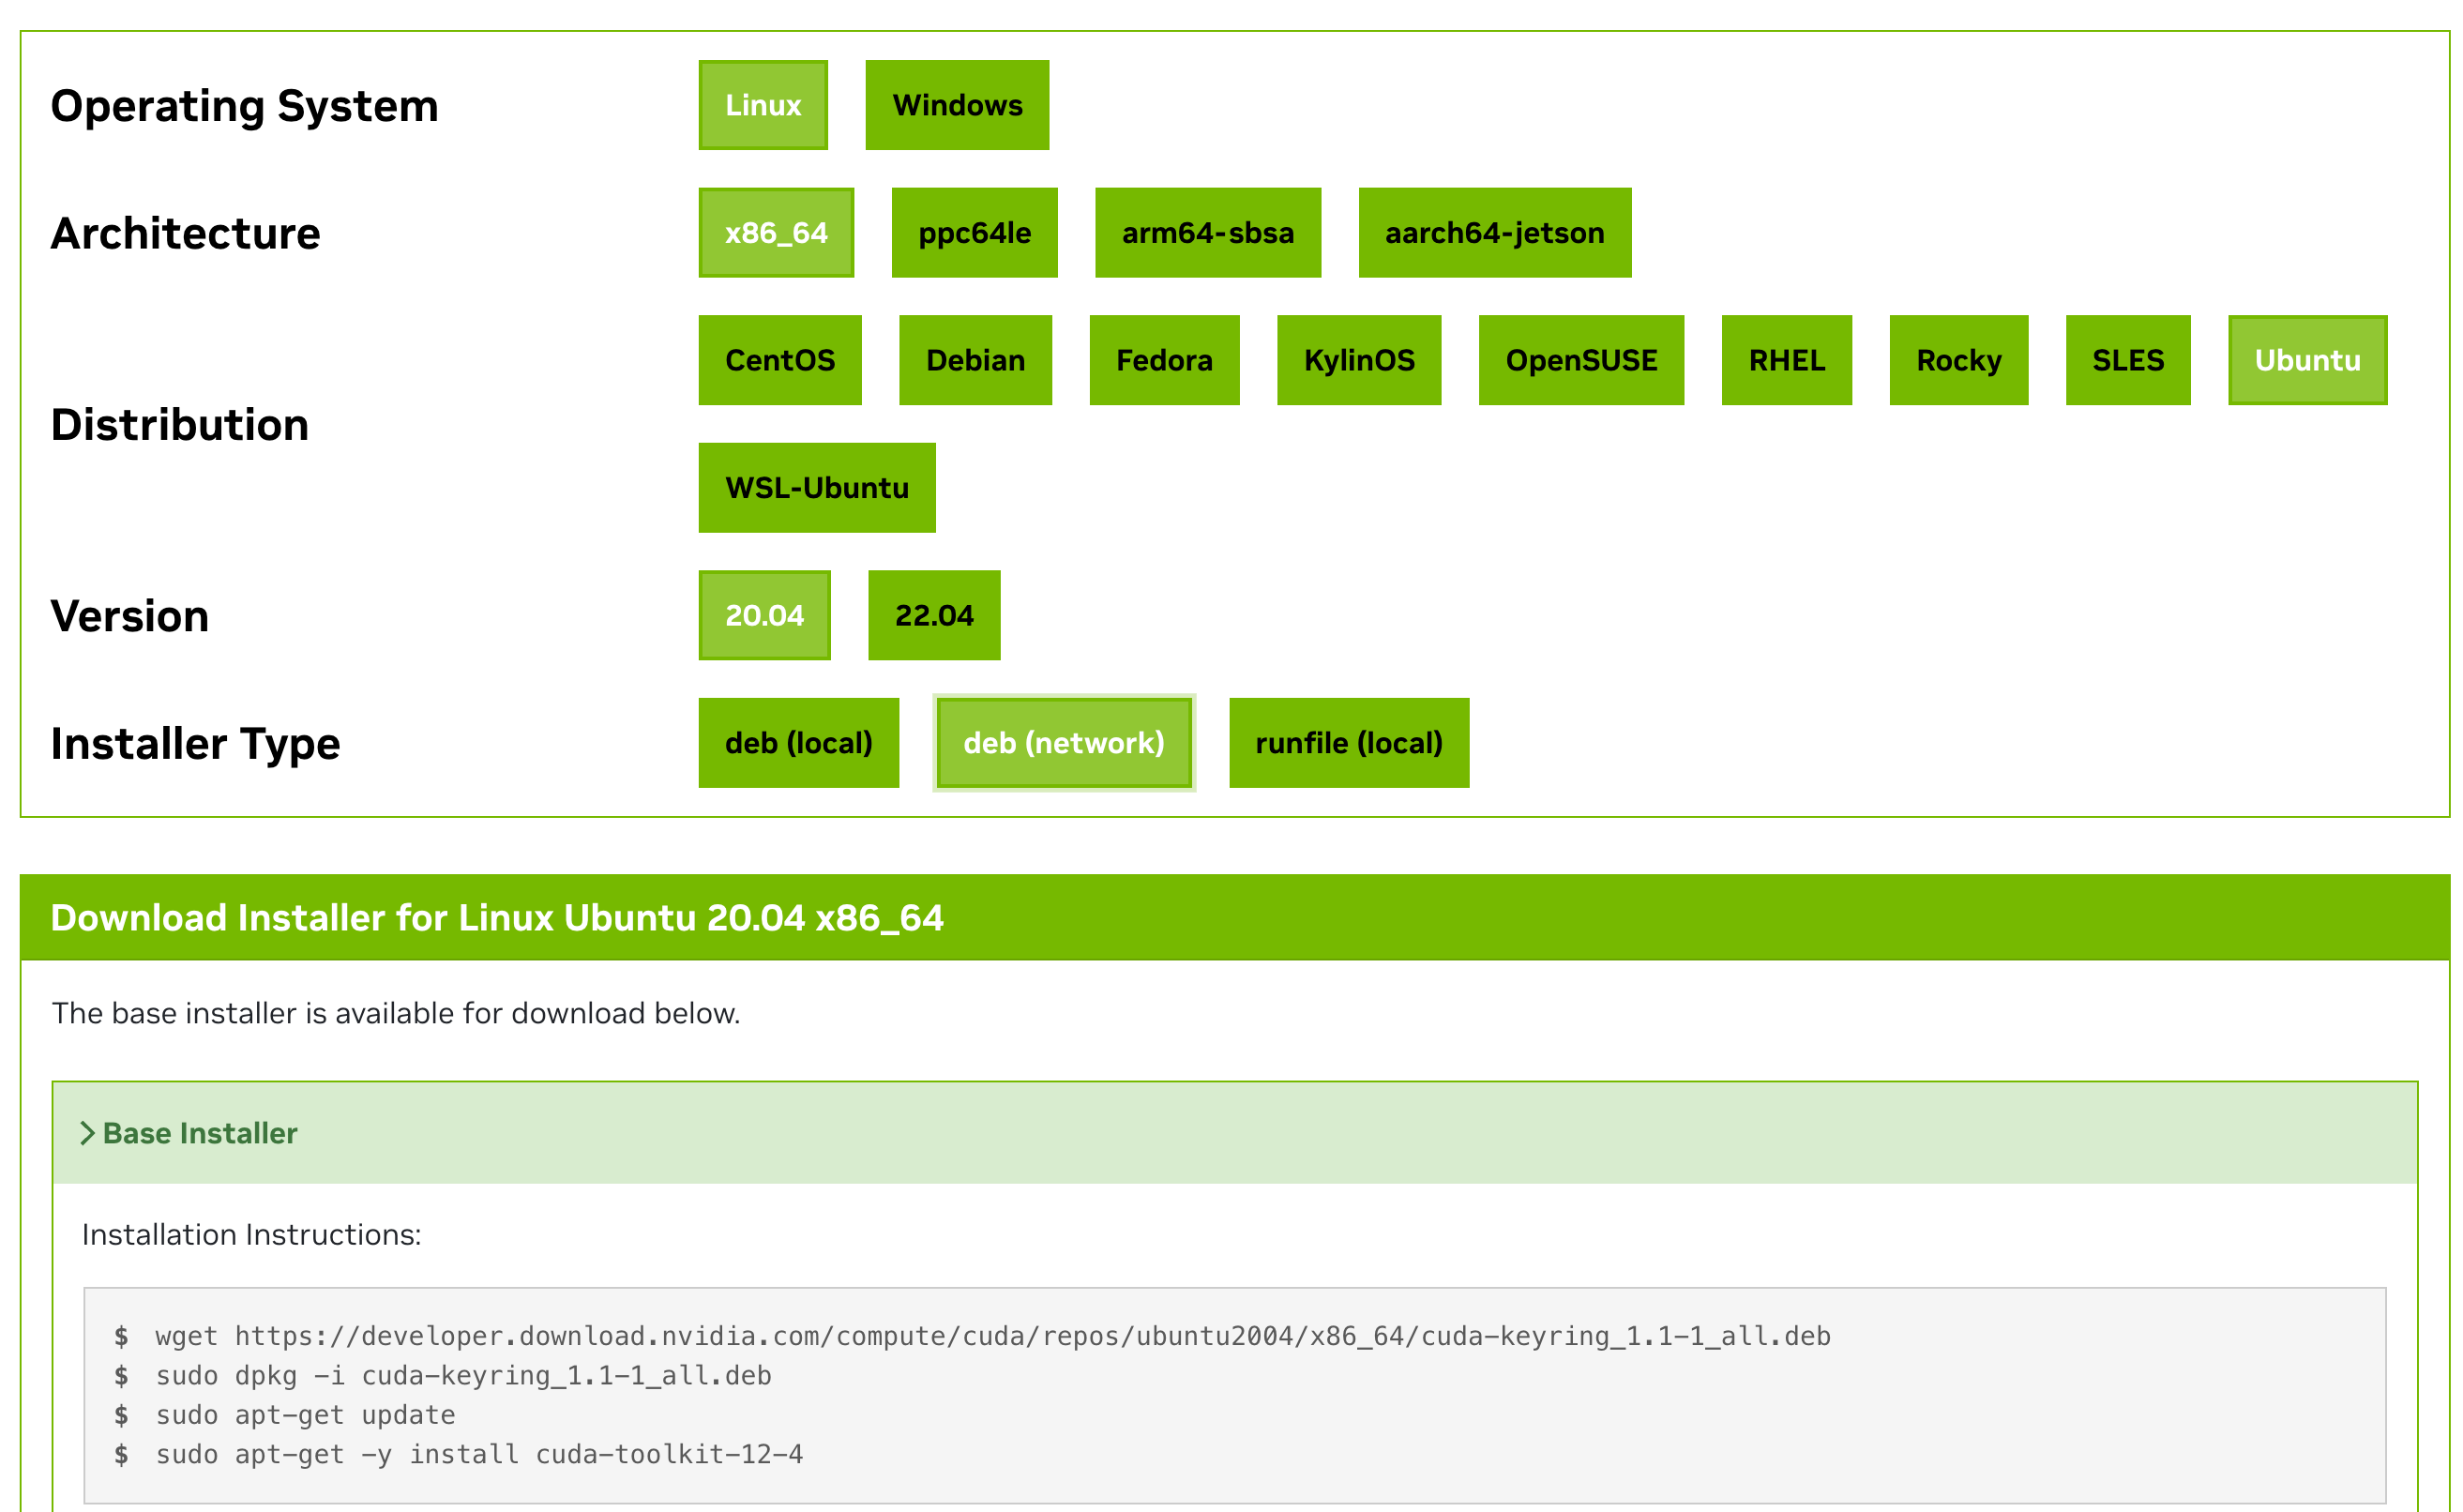 Operating System
Linux Windows
Architecture
x86_64 ppc64le arm64-sbsa aarch64-jetson
Distribution
CentOS Debian Fedora KylinOS OpenSUSE RHEL Rocky SLES Ubuntu
WSL-Ubuntu
Version
20.04 22.04
Installer Type
deb (local) deb (network) runfile (local)
Download Installer for Linux Ubuntu 20.04 x86_64
The base installer is available for download below.
Base Installer
Installation Instructions:
$ wget https://developer.download.nvidia.com/compute/cuda/repos/ubuntu2004/x86_64/cuda-keyring_1.1-1_all.deb
$ sudo dpkg -i cuda-keyring_1.1-1_all.deb
$ sudo apt-get update
$ sudo apt-get -y install cuda-toolkit-12-4